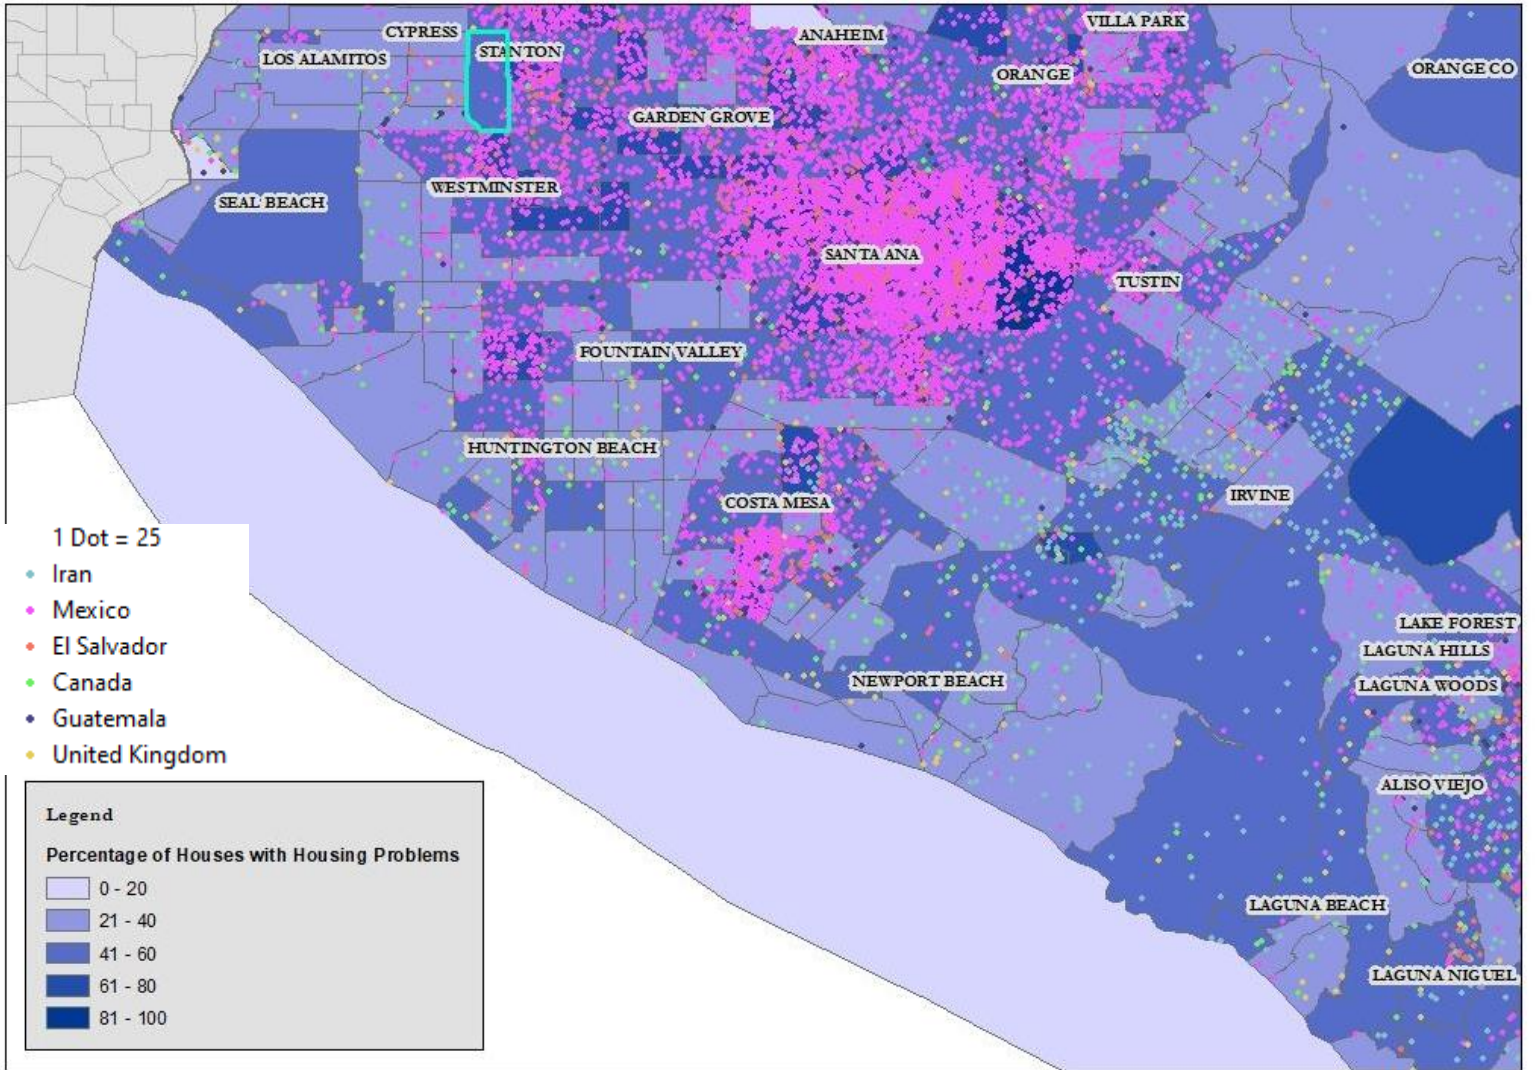 VILLA PARK
CYPRESS
ANAHEIM
STANTON
LOS ALAMITOS
ORANGE
ORANGE CO
GARDEN GROVE
WESTMINSTER
SEAL BEACH
SANTA ANA
TUSTIN
FOUNTAIN VALLEY
HUNTINGTON BEACH
IRVINE
COSTA MESA
1 Dot = 25
Iran
Mexico
El Salvador
Canada
Guatemala
United Kingdom
LAKE FOREST
LAGUNA HILLS
NEWPORT BEACH
LAGUNA WOODS
ALISO VIEJO
LAGUNA BEACH
LAGUNA NIGUEL
Legend
Percentage of Houses with Housing Problems
0 - 20
21 - 40
41 - 60
61 - 80
81 - 100